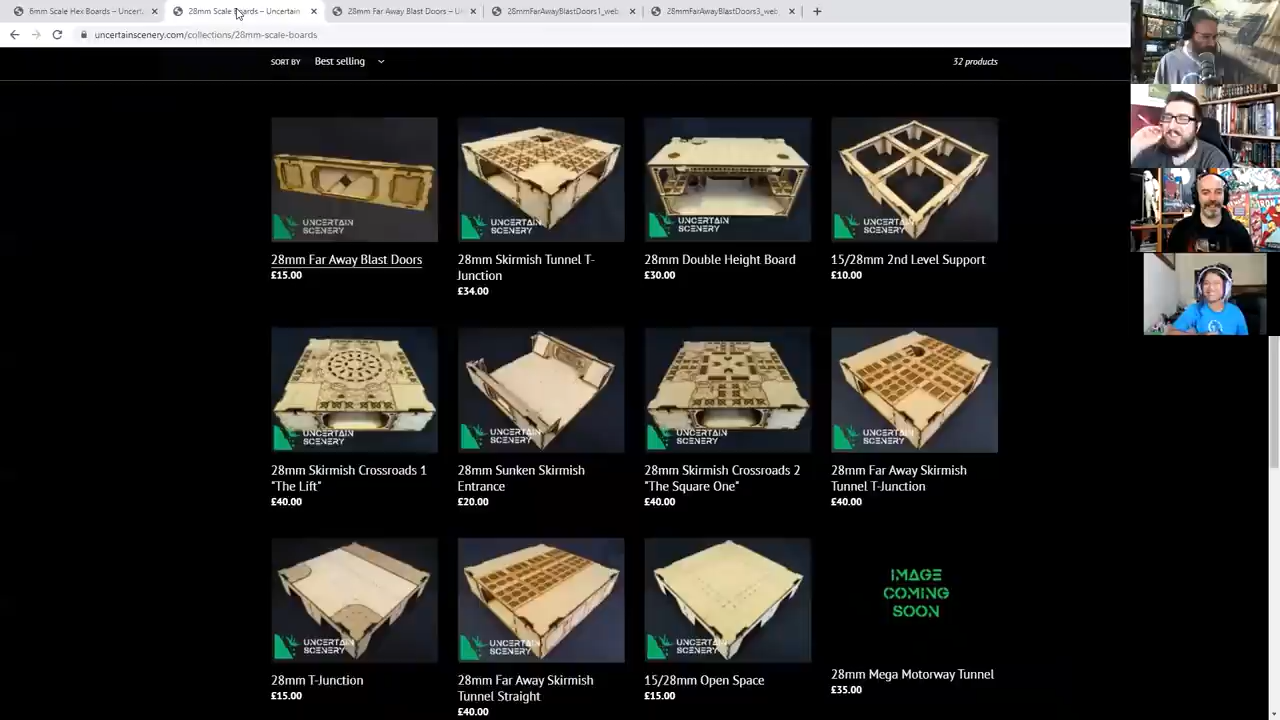 6mm Scale Hex Boards – Uncert
28mm Scale Boards – Uncertain
28mm Far Away Blast Doors – U
28mmFarAwayBlastDoors1_web
28mmFarAwayBlastDoors3_web
uncertainscenery.com/collections/28mm-scale-boards
SORT BY Best selling
32 products
UNCERTAIN SCENERY
UNCERTAIN SCENERY
UNCERTAIN SCENERY
UNCERTAIN SCENERY
28mm Far Away Blast Doors
£15.00
28mm Skirmish Tunnel T-
Junction
£34.00
28mm Double Height Board
£30.00
15/28mm 2nd Level Support
£10.00
UNCERTAIN SCENERY
UNCERTAIN SCENERY
UNCERTAIN SCENERY
UNCERTAIN SCENERY
28mm Skirmish Crossroads 1
"The Lift"
£40.00
28mm Sunken Skirmish
Entrance
£20.00
28mm Skirmish Crossroads 2
"The Square One"
£40.00
28mm Far Away Skirmish
Tunnel T-Junction
£40.00
UNCERTAIN SCENERY
UNCERTAIN SCENERY
UNCERTAIN SCENERY
IMAGE
COMING
SOON
28mm T-Junction
£15.00
28mm Far Away Skirmish
Tunnel Straight
£40.00
15/28mm Open Space
£15.00
28mm Mega Motorway Tunnel
£35.00